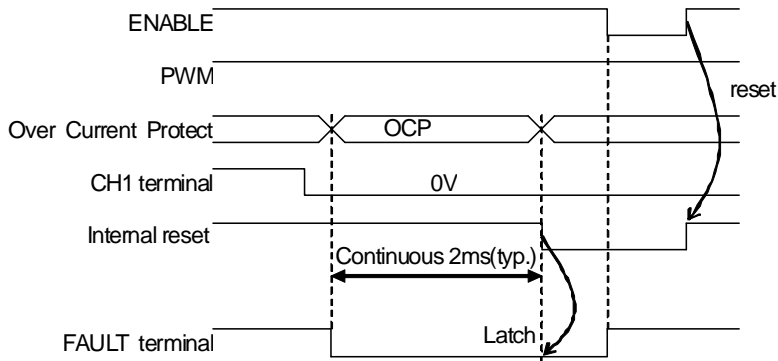 ENABLE
PWM
reset
Over Current Protect
OCP
CH1 terminal
0V
Internal reset
Continuous 2ms(typ.)
Latch
FAULT terminal